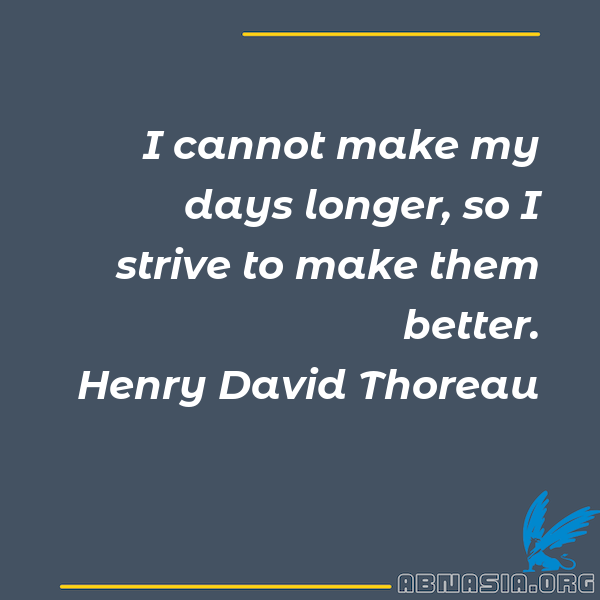 I cannot make my
days longer, so I
strive to make them
better.
Henry David Thoreau
ABNASIA.ORG